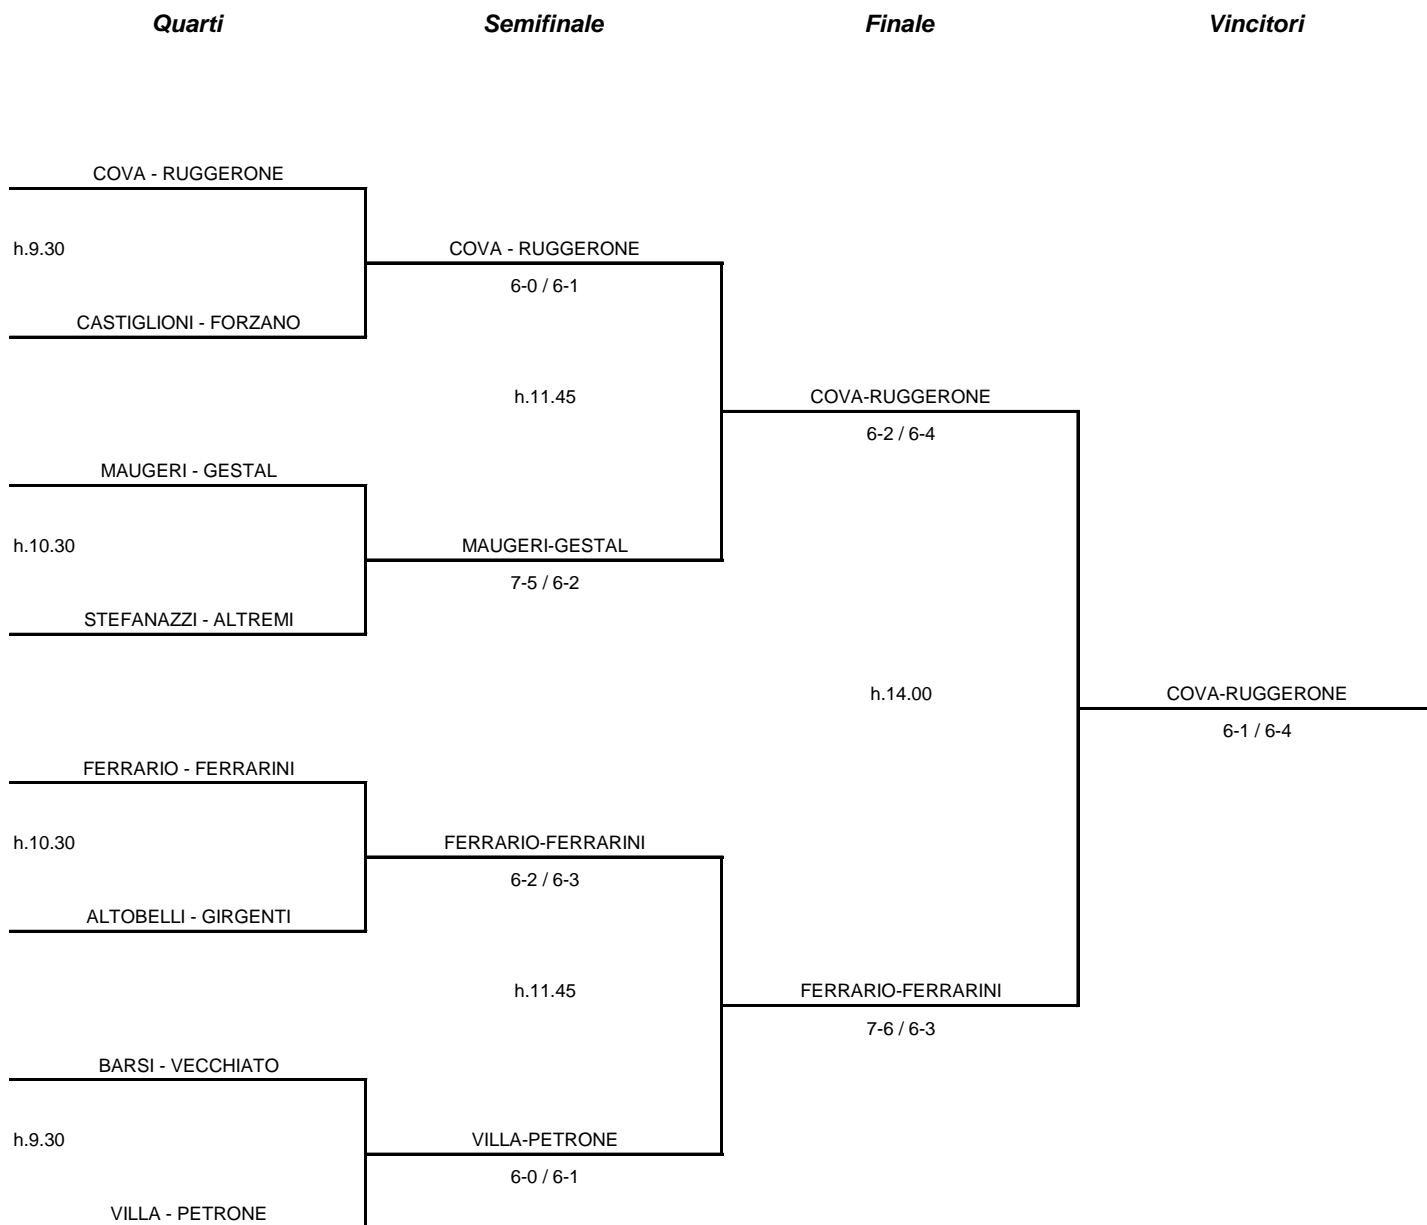 Quarti Semifinale Finale Vincitori
COVA - RUGGERONE
h.9.30 COVA - RUGGERONE
6-0 / 6-1
CASTIGLIONI - FORZANO
h.11.45 COVA-RUGGERONE
6-2 / 6-4
MAUGERI - GESTAL
h.10.30 MAUGERI-GESTAL
7-5 / 6-2
STEFANAZZI - ALTREMI
h.14.00 COVA-RUGGERONE
6-1 / 6-4
FERRARIO - FERRARINI
h.10.30 FERRARIO-FERRARINI
6-2 / 6-3
ALTOBELLI - GIRGENTI
h.11.45 FERRARIO-FERRARINI
7-6 / 6-3
BARSI - VECCHIATO
h.9.30 VILLA-PETRONE
6-0 / 6-1
VILLA - PETRONE